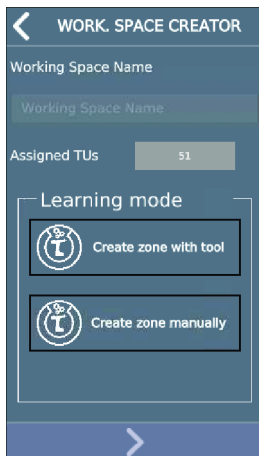 WORK. SPACE CREATOR
Working Space Name
Working Space Name
Assigned TUs 51
Learning mode
Create zone with tool
Create zone manually